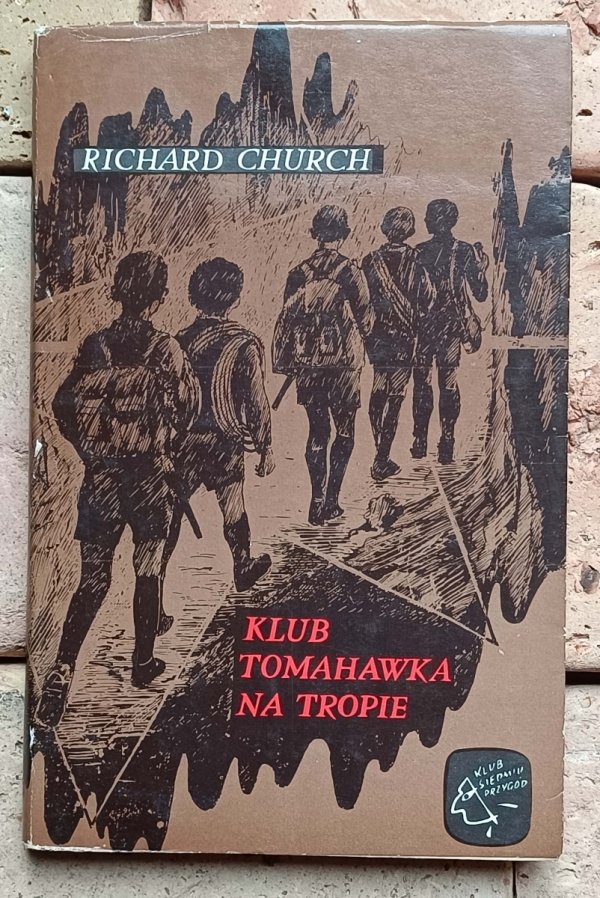 RICHARD CHURCH
KLUB
TOMAHAWKA
NA TROPIE
KLUB
SIEDMIU
PRZYGÓD